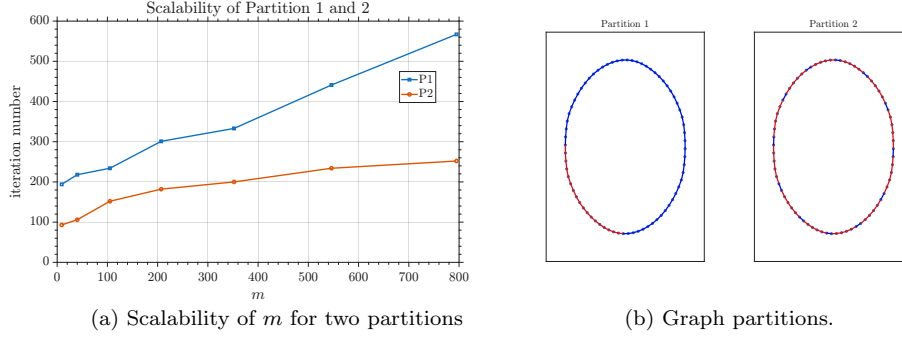 Scalability of Partition 1 and 2
600
500
400
300
200
100
0
iteration number
P1
P2
0 100 200 300 400 500 600 700 800
m
(a) Scalability of m for two partitions
Partition 1
Partition 2
(b) Graph partitions.